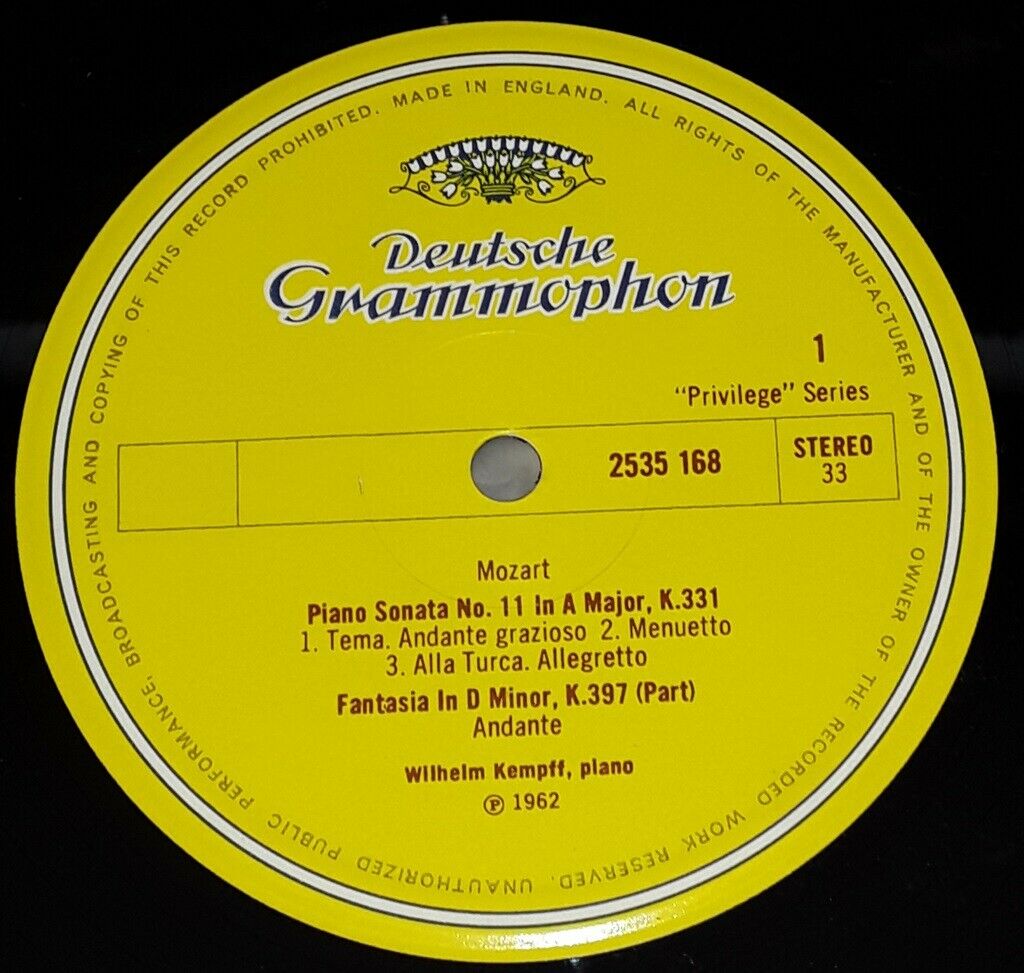 MADE IN ENGLAND. ALL RIGHTS OF THE MANUFACTURER AND OF THE OWNER OF THE RECORDED WORK RESERVED. UNAUTHORIZED PUBLIC PERFORMANCE, BROADCASTING AND COPYING OF THIS RECORD PROHIBITED.
Deutsche
Grammophon
1
"Privilege" Series
2535 168
STEREO
33
Mozart
Piano Sonata No. 11 In A Major, K.331
1. Tema. Andante grazioso 2. Menuetto
3. Alla Turca. Allegretto
Fantasia In D Minor, K.397 (Part)
Andante
Wilhelm Kempff, piano
℗ 1962